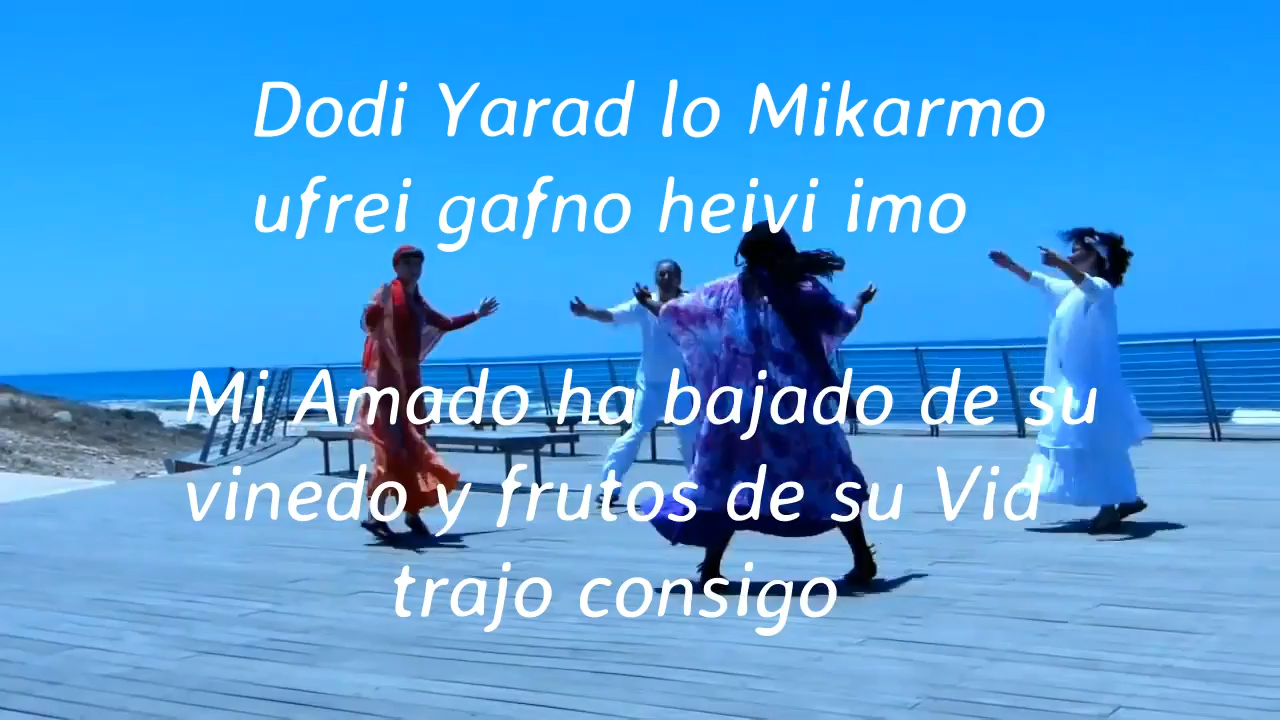 Dodi Yarad lo Mikarmo
ufrei gafno heivi imo
Mi Amado ha bajado de su
vinedo y frutos de su Vid
trajo consigo